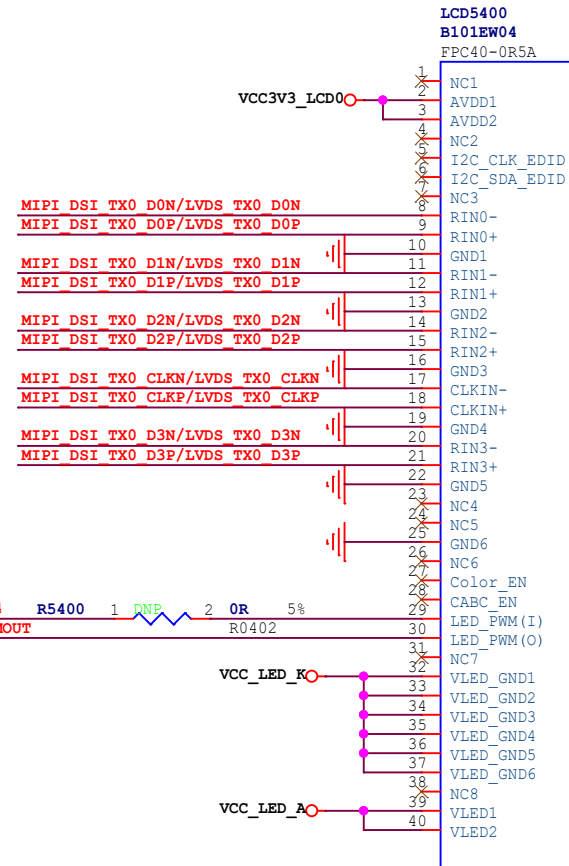 LCD5400
B101EW04
FPC40-0R5A
1 NC1
VCC3V3_LCD0 2 AVDD1
3 AVDD2
4 NC2
5 I2C_CLK_EDID
6 I2C_SDA_EDID
7 NC3
MIPI_DSI_TX0_D0N/LVDS_TX0_D0N 8 RIN0-
MIPI_DSI_TX0_D0P/LVDS_TX0_D0P 9 RIN0+
10 GND1
MIPI_DSI_TX0_D1N/LVDS_TX0_D1N 11 RIN1-
MIPI_DSI_TX0_D1P/LVDS_TX0_D1P 12 RIN1+
13 GND2
MIPI_DSI_TX0_D2N/LVDS_TX0_D2N 14 RIN2-
MIPI_DSI_TX0_D2P/LVDS_TX0_D2P 15 RIN2+
16 GND3
MIPI_DSI_TX0_CLKN/LVDS_TX0_CLKN 17 CLKIN-
MIPI_DSI_TX0_CLKP/LVDS_TX0_CLKP 18 CLKIN+
19 GND4
MIPI_DSI_TX0_D3N/LVDS_TX0_D3N 20 RIN3-
MIPI_DSI_TX0_D3P/LVDS_TX0_D3P 21 RIN3+
22 GND5
23 NC4
24 NC5
25 GND6
26 NC6
27 Color_EN
28 CABC_EN
R5400 1 DNP 2 0R 5% 29 LED_PWM(I)
MOUT R0402 30 LED_PWM(O)
31 NC7
VCC_LED_K 32 VLED_GND1
33 VLED_GND2
34 VLED_GND3
35 VLED_GND4
36 VLED_GND5
37 VLED_GND6
38 NC8
VCC_LED_A 39 VLED1
40 VLED2